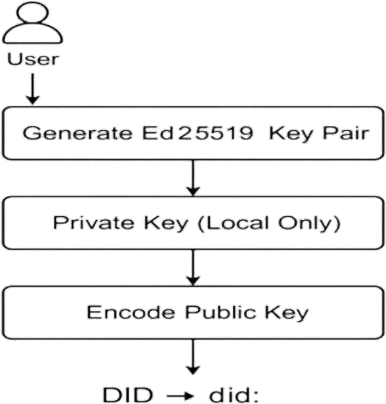 User
Generate Ed25519 Key Pair
Private Key (Local Only)
Encode Public Key
DID → did: